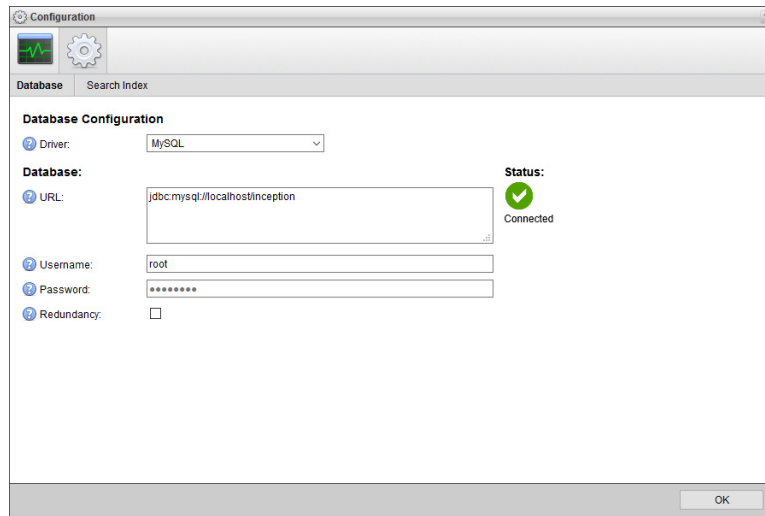 Configuration
Database Search Index
Database Configuration
Driver: MySQL
Database: Status:
URL: jdbc:mysql://localhost/inception
Connected
Username: root
Password: ●●●●●●●●
Redundancy:
OK